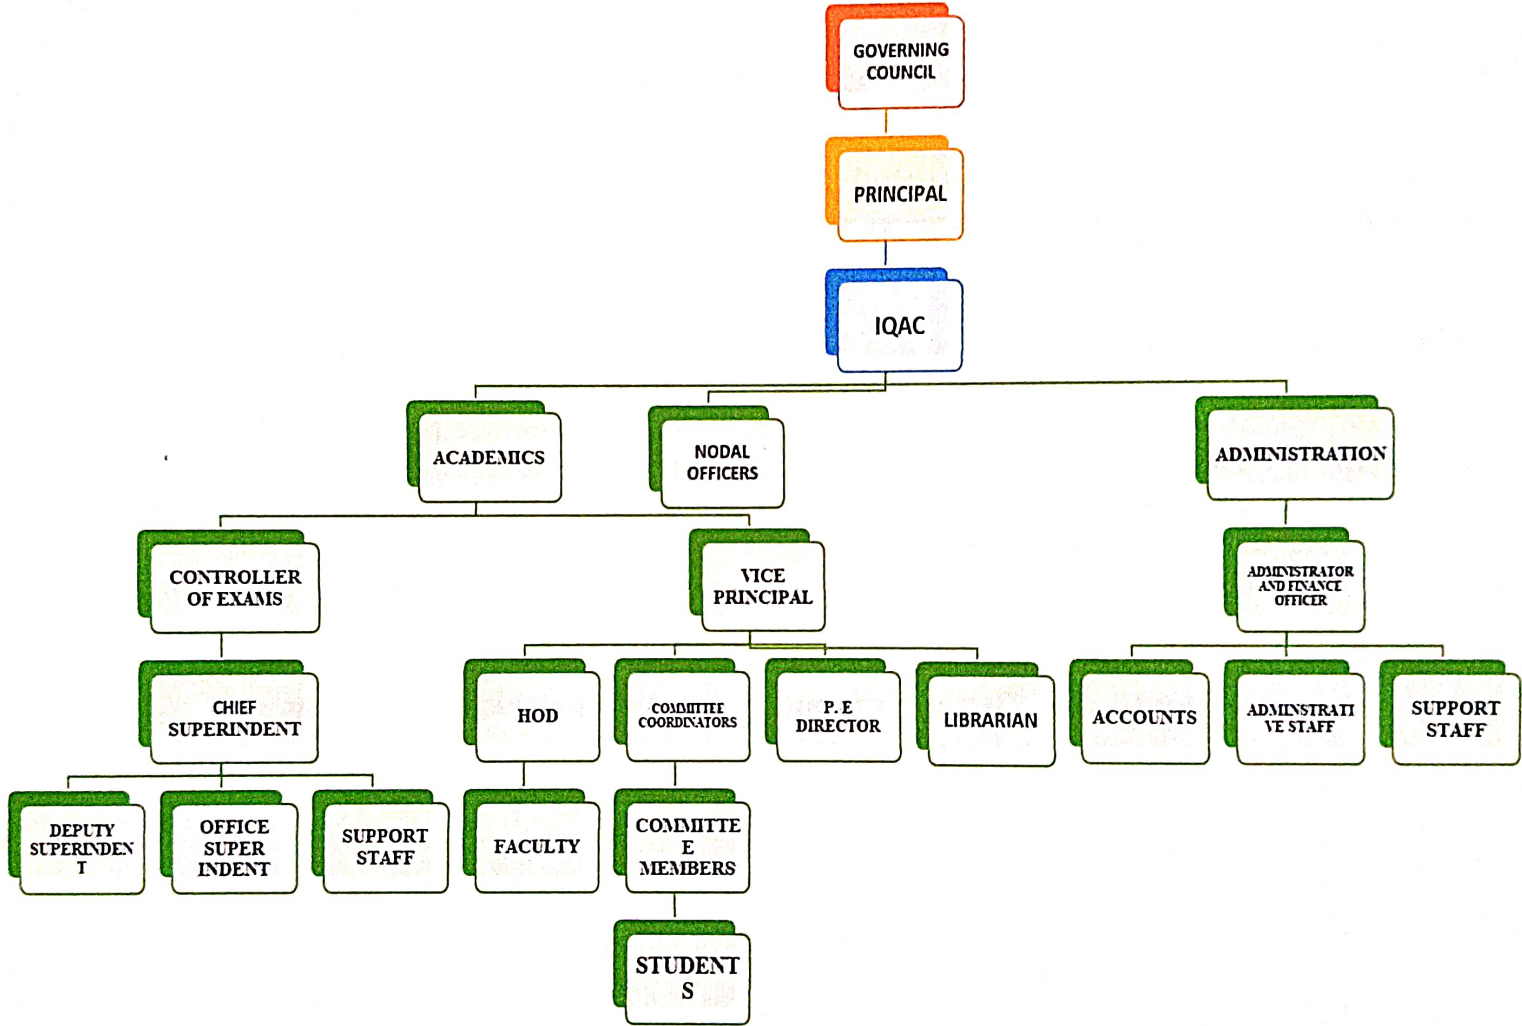 GOVERNING
COUNCIL
PRINCIPAL
IQAC
ACADEMICS
NODAL
OFFICERS
ADMINISTRATION
CONTROLLER
OF EXAMS
VICE
PRINCIPAL
ADMINISTRATOR
AND FINANCE
OFFICER
CHIEF
SUPERINDENT
HOD
COMMITTEE
COORDINATORS
P. E
DIRECTOR
LIBRARIAN
ACCOUNTS
ADMINSTRATI
VE STAFF
SUPPORT
STAFF
DEPUTY
SUPERINDEN
T
OFFICE
SUPER
INDENT
SUPPORT
STAFF
FACULTY
COMMITTE
E
MEMBERS
STUDENT
S